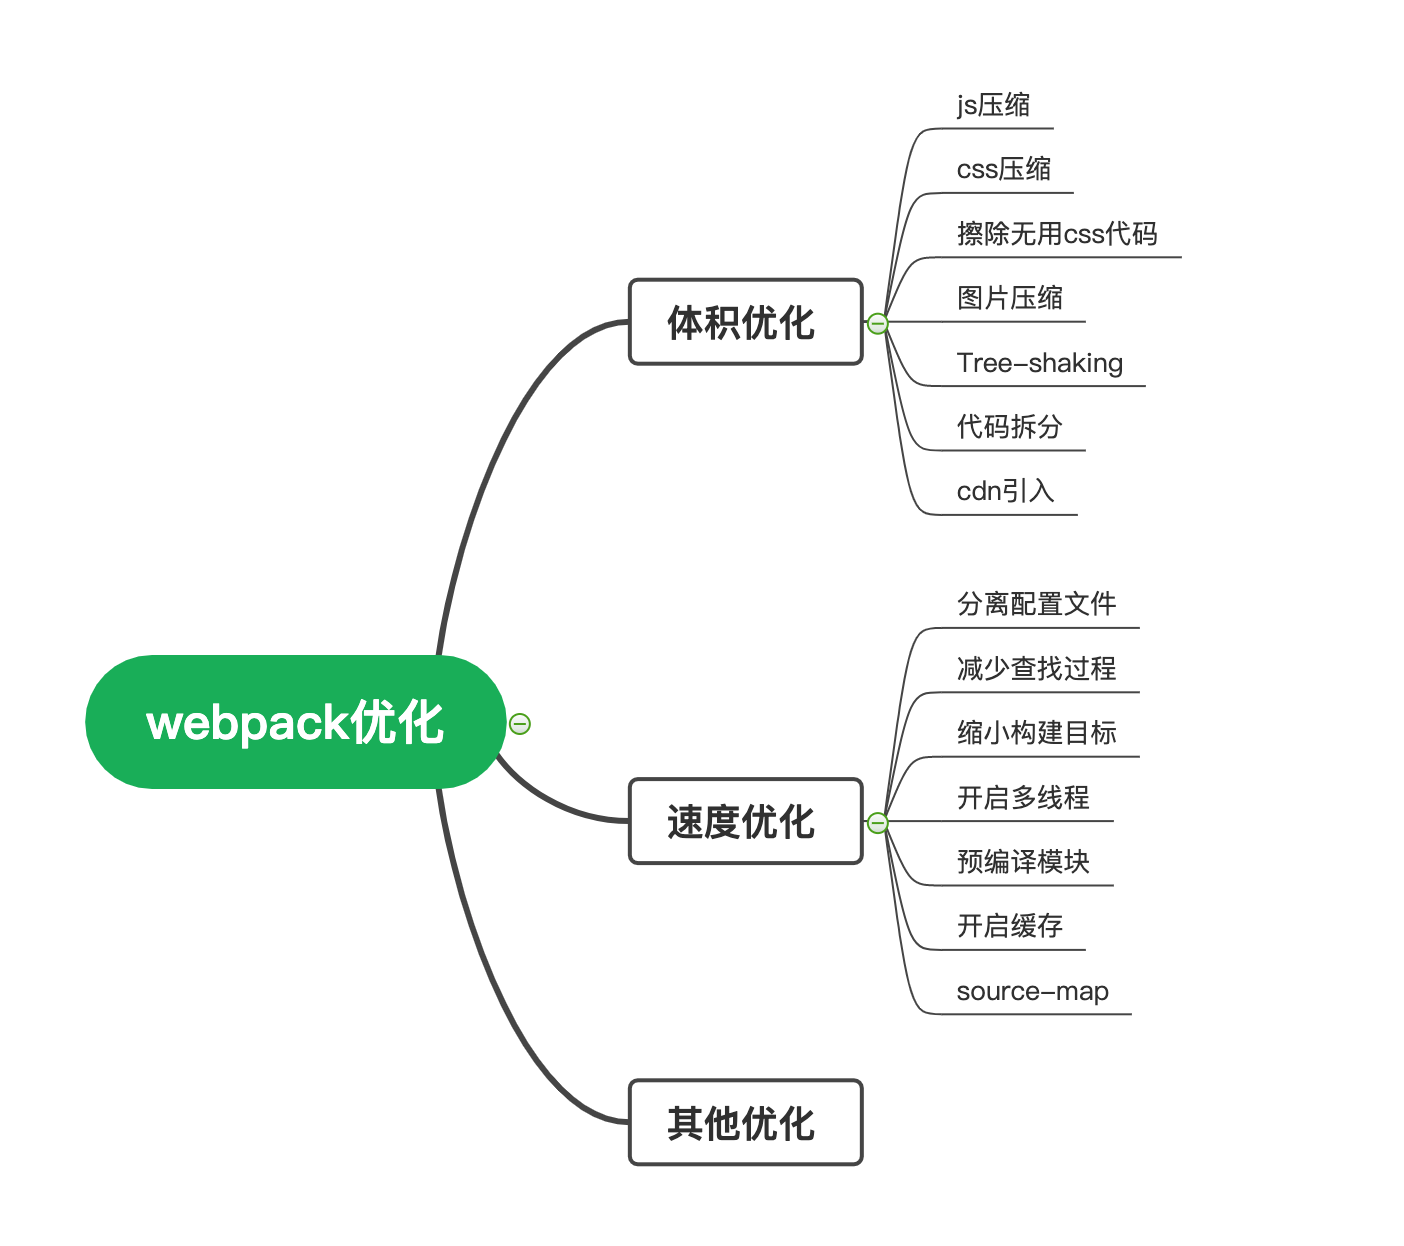 webpack优化
体积优化
js压缩
css压缩
擦除无用css代码
图片压缩
Tree-shaking
代码拆分
cdn引入
速度优化
分离配置文件
减少查找过程
缩小构建目标
开启多线程
预编译模块
开启缓存
source-map
其他优化